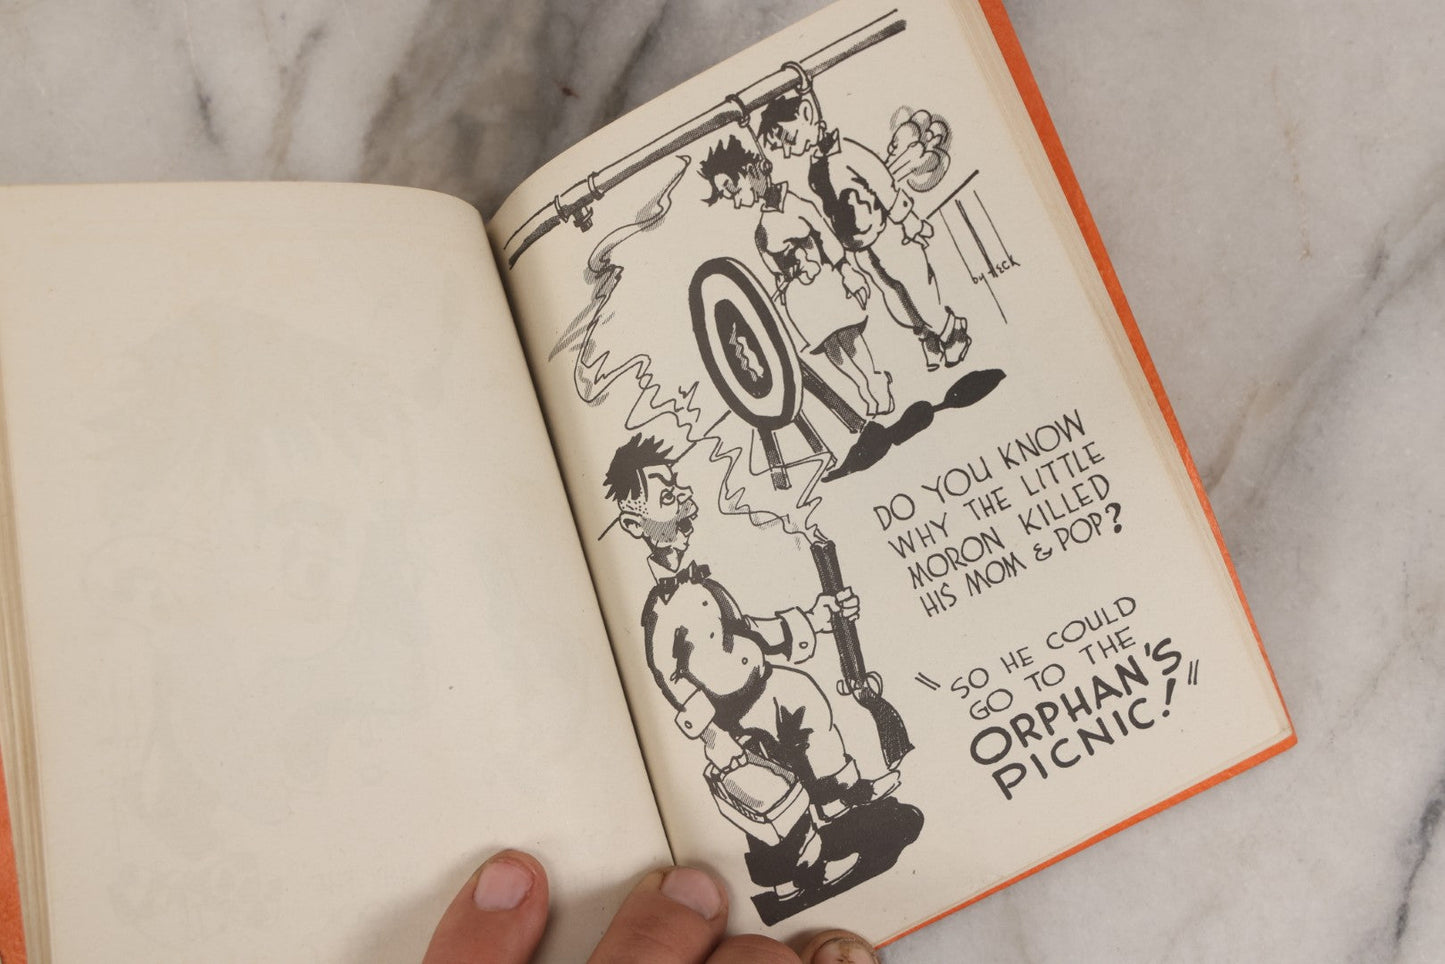 by HECK
DO YOU KNOW
WHY THE LITTLE
MORON KILLED
HIS MOM & POP?
"SO HE COULD
GO TO THE
ORPHAN'S
PICNIC!"